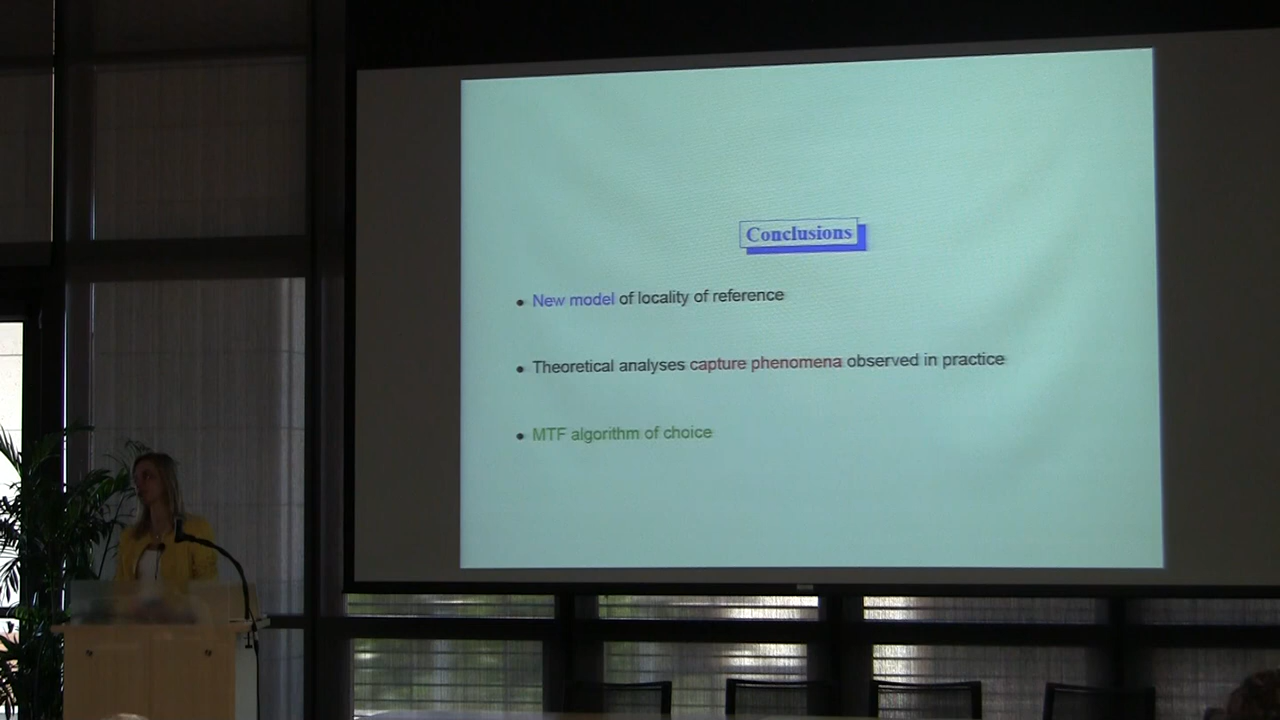 Conclusions
• New model of locality of reference
• Theoretical analyses capture phenomena observed in practice
• MTF algorithm of choice